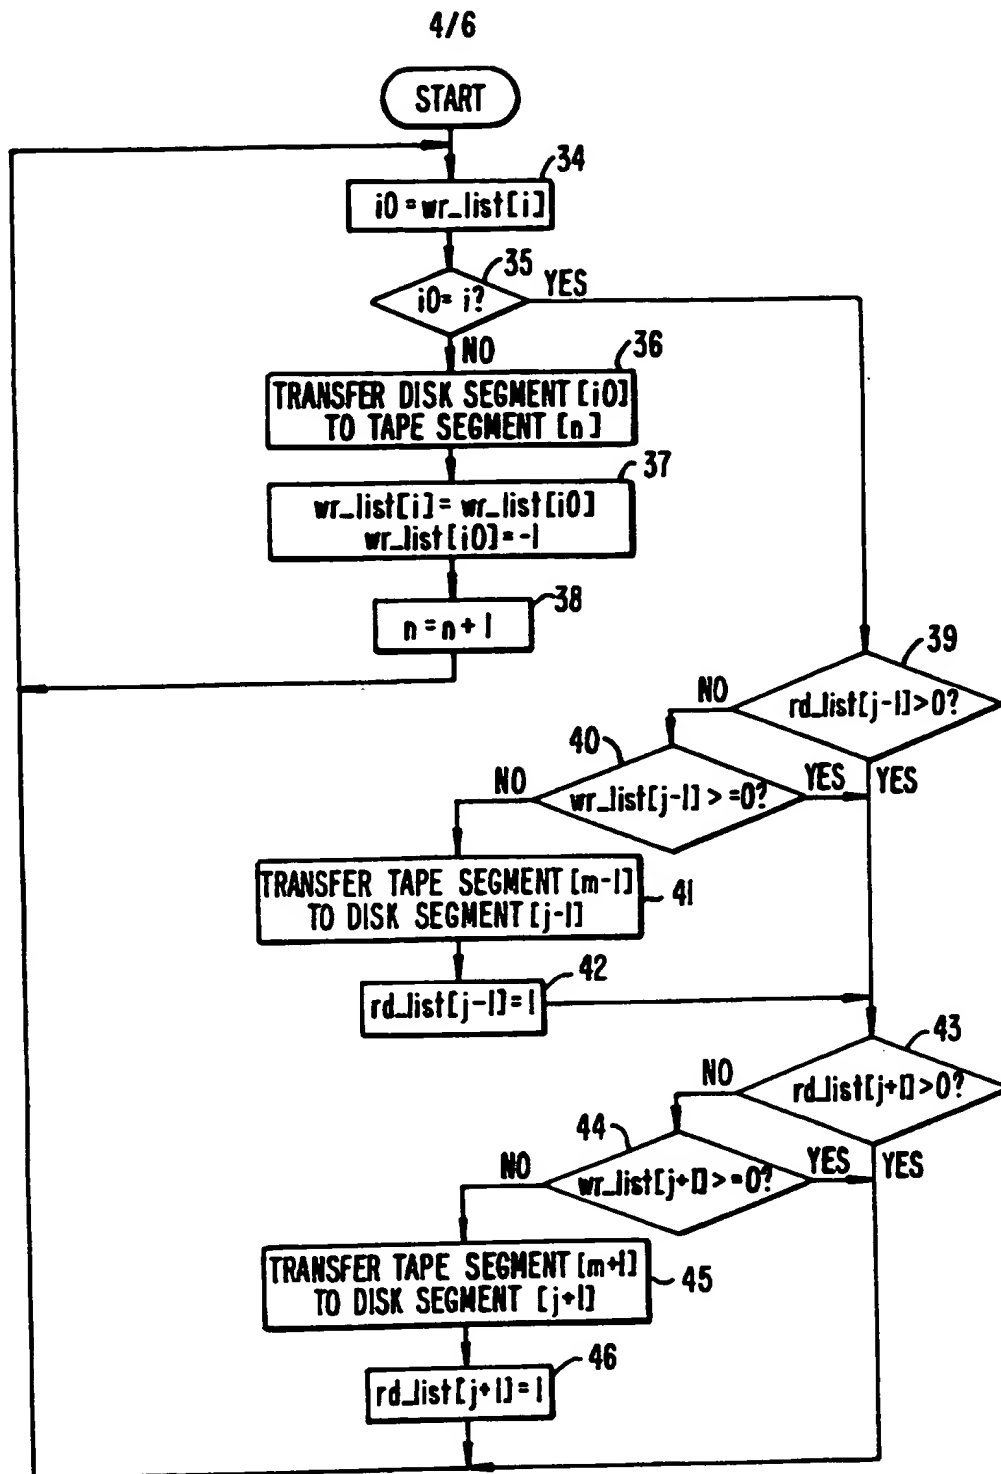 4/6
START
34
i0=wr_list[i]
35
i0= i?
YES
NO
36
TRANSFER DISK SEGMENT [i0]
TO TAPE SEGMENT [n]
37
wr_list[i]= wr_list[i0]
wr_list[i0]=-1
38
n=n+1
39
rd_list[j-1]>0?
NO
YES
40
wr_list[j-1] >=0?
NO
YES
TRANSFER TAPE SEGMENT [m-1]
TO DISK SEGMENT [j-1]
41
42
rd_list[j-1]=1
43
rd_list[j+1]>0?
NO
YES
44
wr_list[j+1]>=0?
NO
YES
TRANSFER TAPE SEGMENT [m+1]
TO DISK SEGMENT [j+1]
45
46
rd_list[j+1]=1